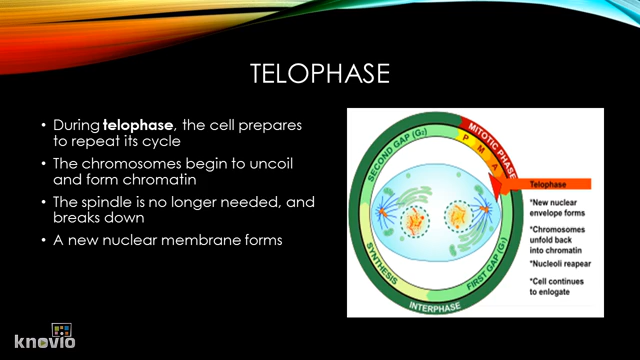 TELOPHASE
• During telophase, the cell prepares
to repeat its cycle
• The chromosomes begin to uncoil
and form chromatin
• The spindle is no longer needed, and
breaks down
• A new nuclear membrane forms
SECOND GAP (G2)
MITOTIC PHASE
P M A
Telophase
*New nuclear
envelope forms
*Chromosomes
unfold back
into chromatin
*Nucleoli reapear
*Cell continues
to enlogate
SYNTHESIS
FIRST GAP (G1)
INTERPHASE
knovio